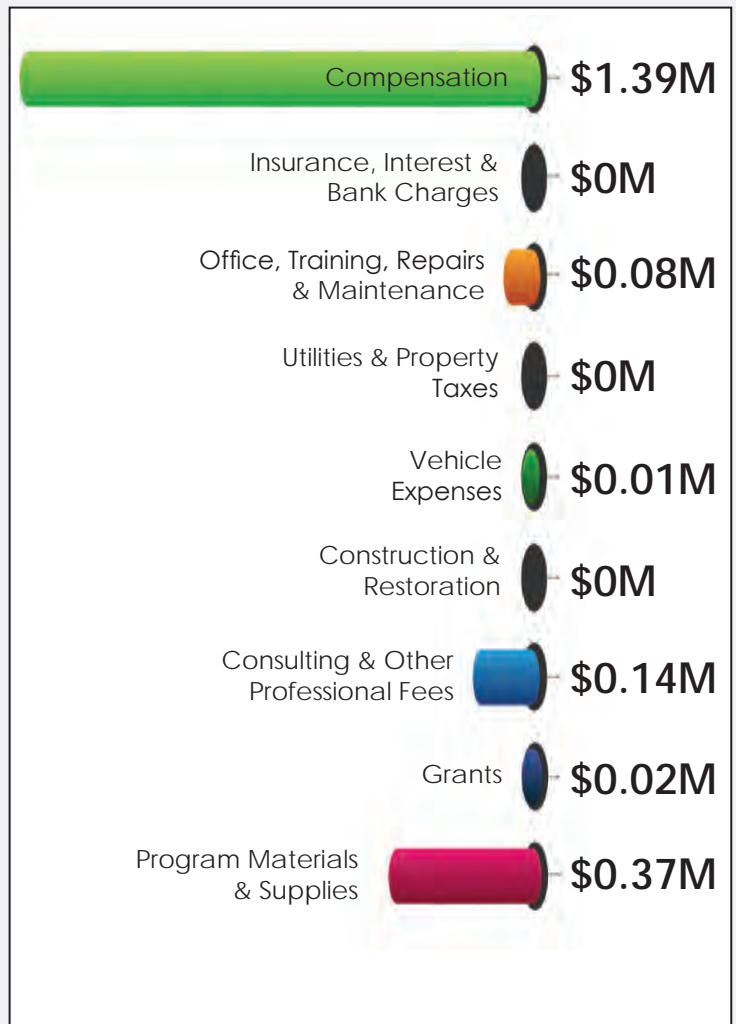 Compensation $1.39M
Insurance, Interest &
Bank Charges $0M
Office, Training, Repairs
& Maintenance $0.08M
Utilities & Property
Taxes $0M
Vehicle
Expenses $0.01M
Construction &
Restoration $0M
Consulting & Other
Professional Fees $0.14M
Grants $0.02M
Program Materials
& Supplies $0.37M